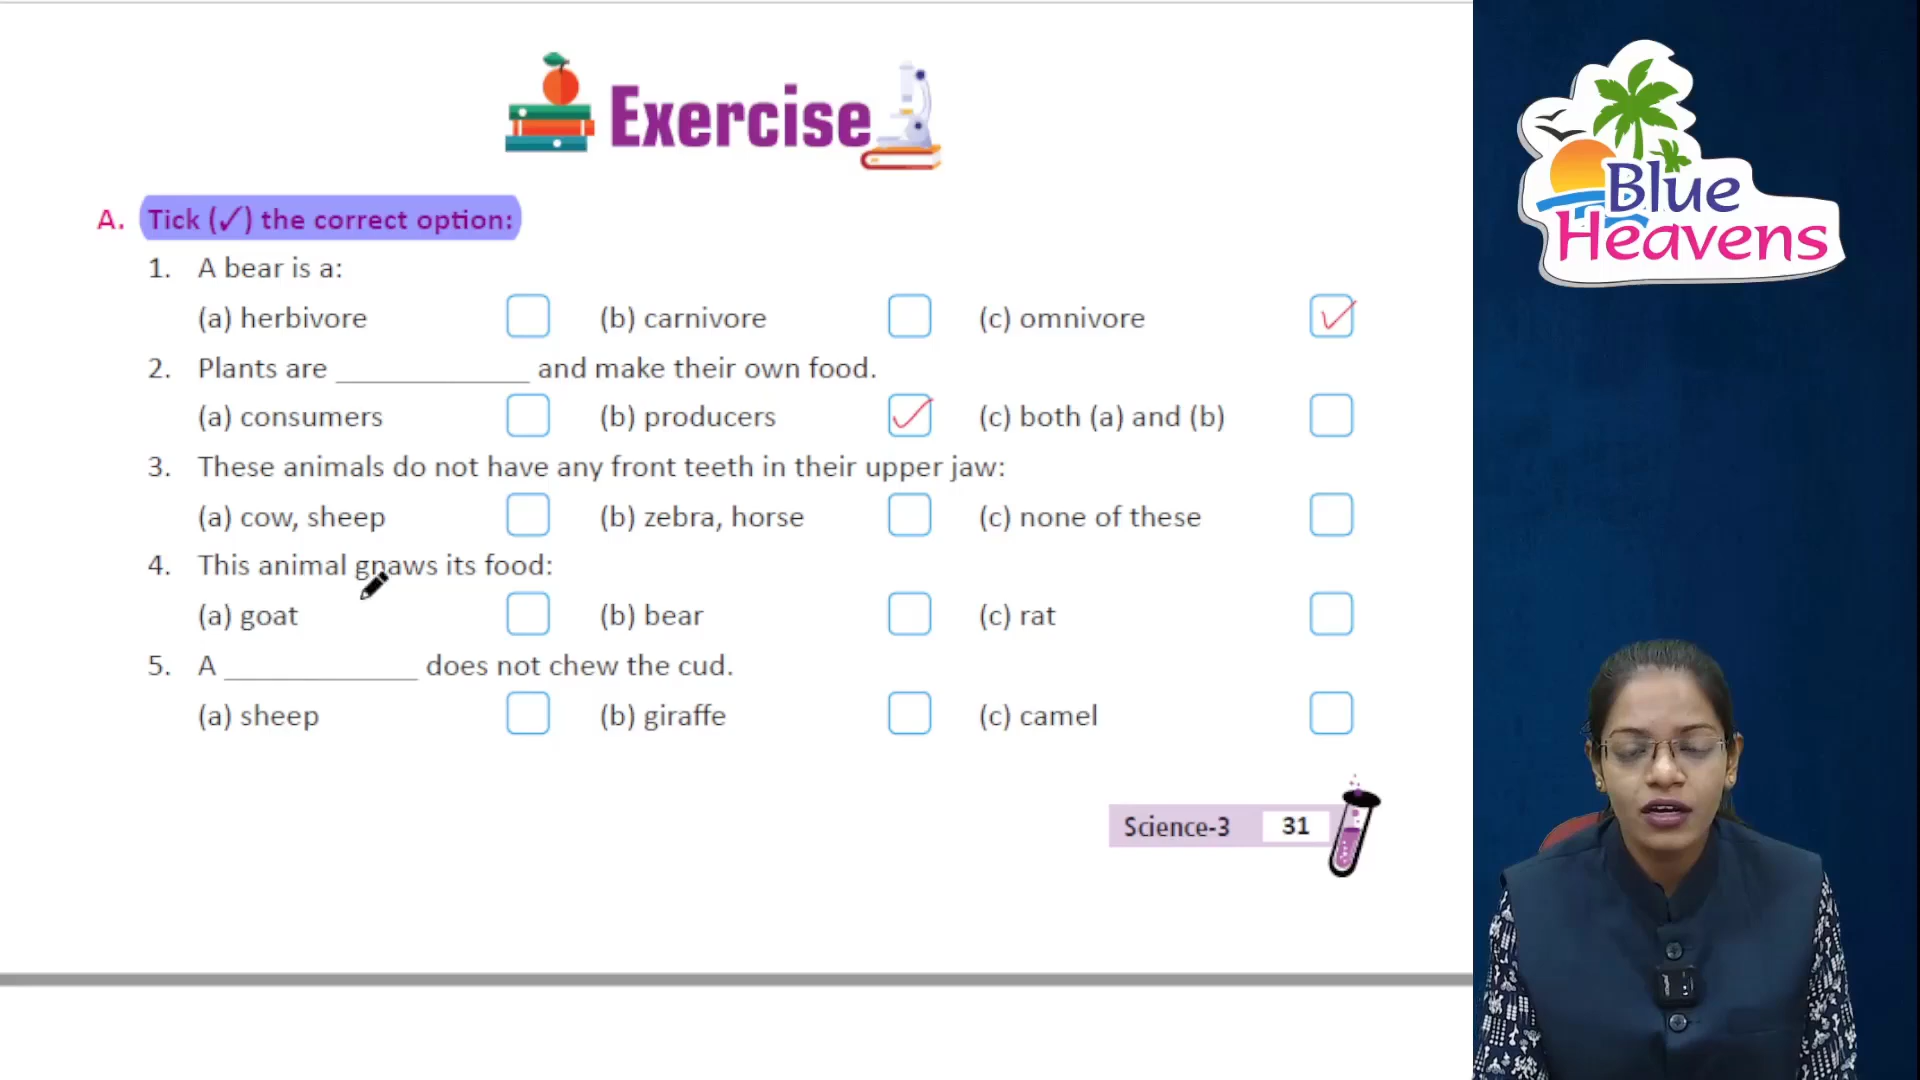 Exercise
Blue
Heavens
A. Tick (✓) the correct option:
1. A bear is a:
(a) herbivore (b) carnivore (c) omnivore ✓
2. Plants are ____________ and make their own food.
(a) consumers (b) producers ✓ (c) both (a) and (b)
3. These animals do not have any front teeth in their upper jaw:
(a) cow, sheep (b) zebra, horse (c) none of these
4. This animal gnaws its food:
(a) goat (b) bear (c) rat
5. A ____________ does not chew the cud.
(a) sheep (b) giraffe (c) camel
Science-3 31